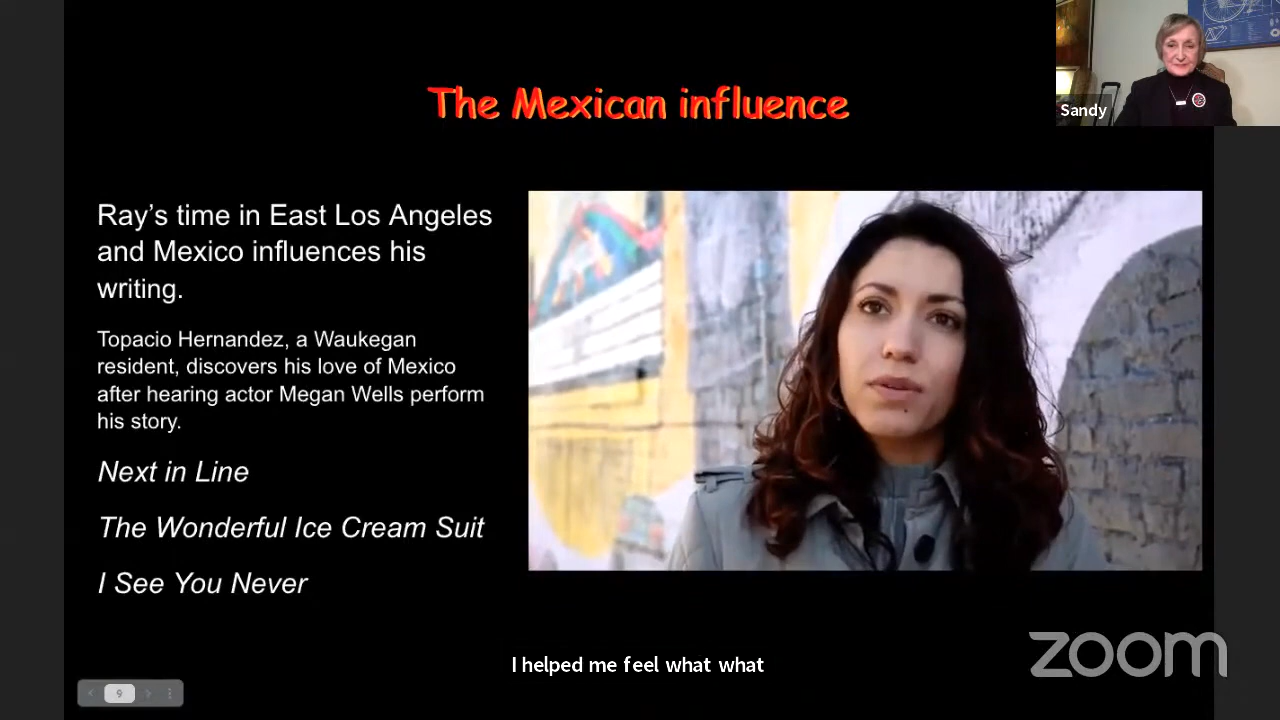 The Mexican influence
Sandy
Ray's time in East Los Angeles
and Mexico influences his
writing.
Topacio Hernandez, a Waukegan
resident, discovers his love of Mexico
after hearing actor Megan Wells perform
his story.
Next in Line
The Wonderful Ice Cream Suit
I See You Never
I helped me feel what what
zoom
9